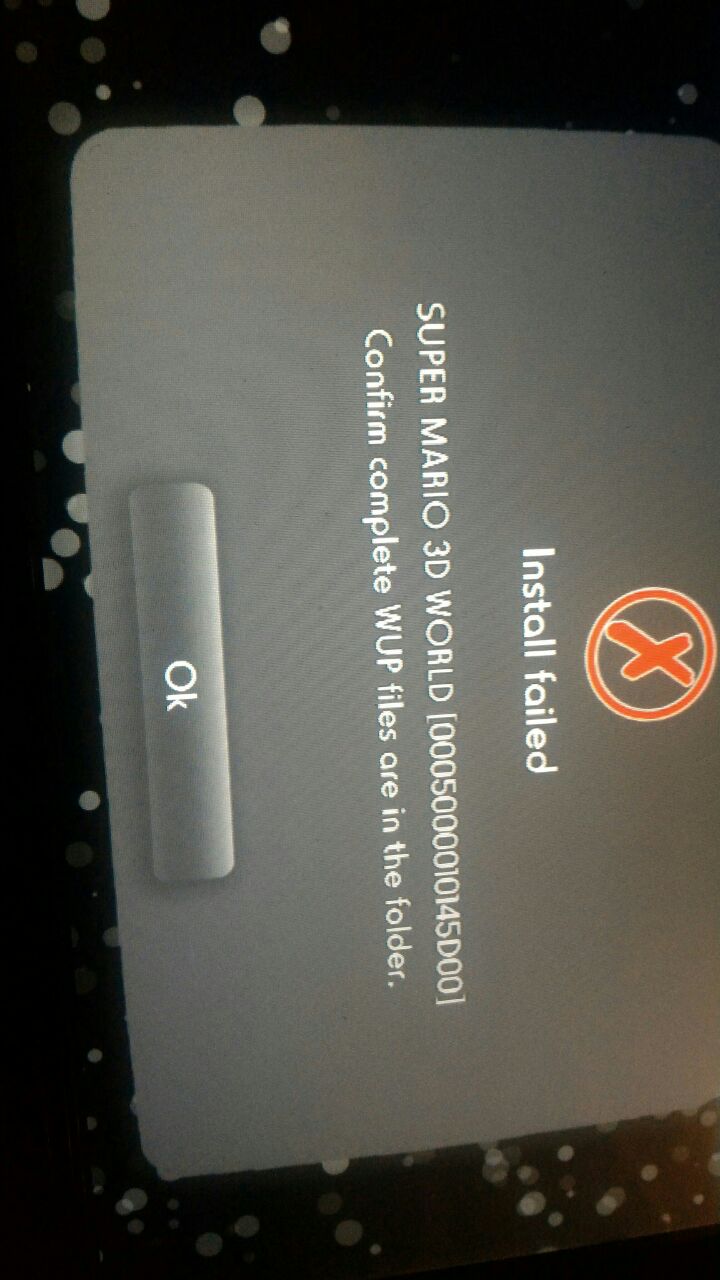 Install failed
SUPER MARIO 3D WORLD [0005000010145D00]
Confirm complete WUP files are in the folder.
Ok